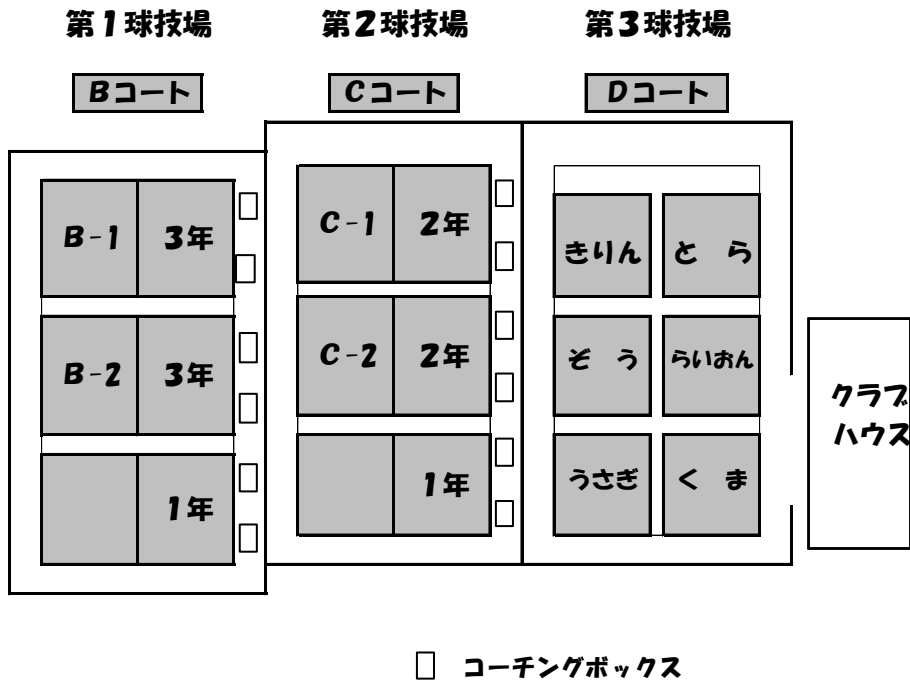 第1球技場 第2球技場 第3球技場
Bコート Cコート Dコート
B-1 3年 C-1 2年 きりん と ら
B-2 3年 C-2 2年 ぞ う らいおん
1年 1年 うさぎ く ま
クラブ
ハウス
コーチングボックス